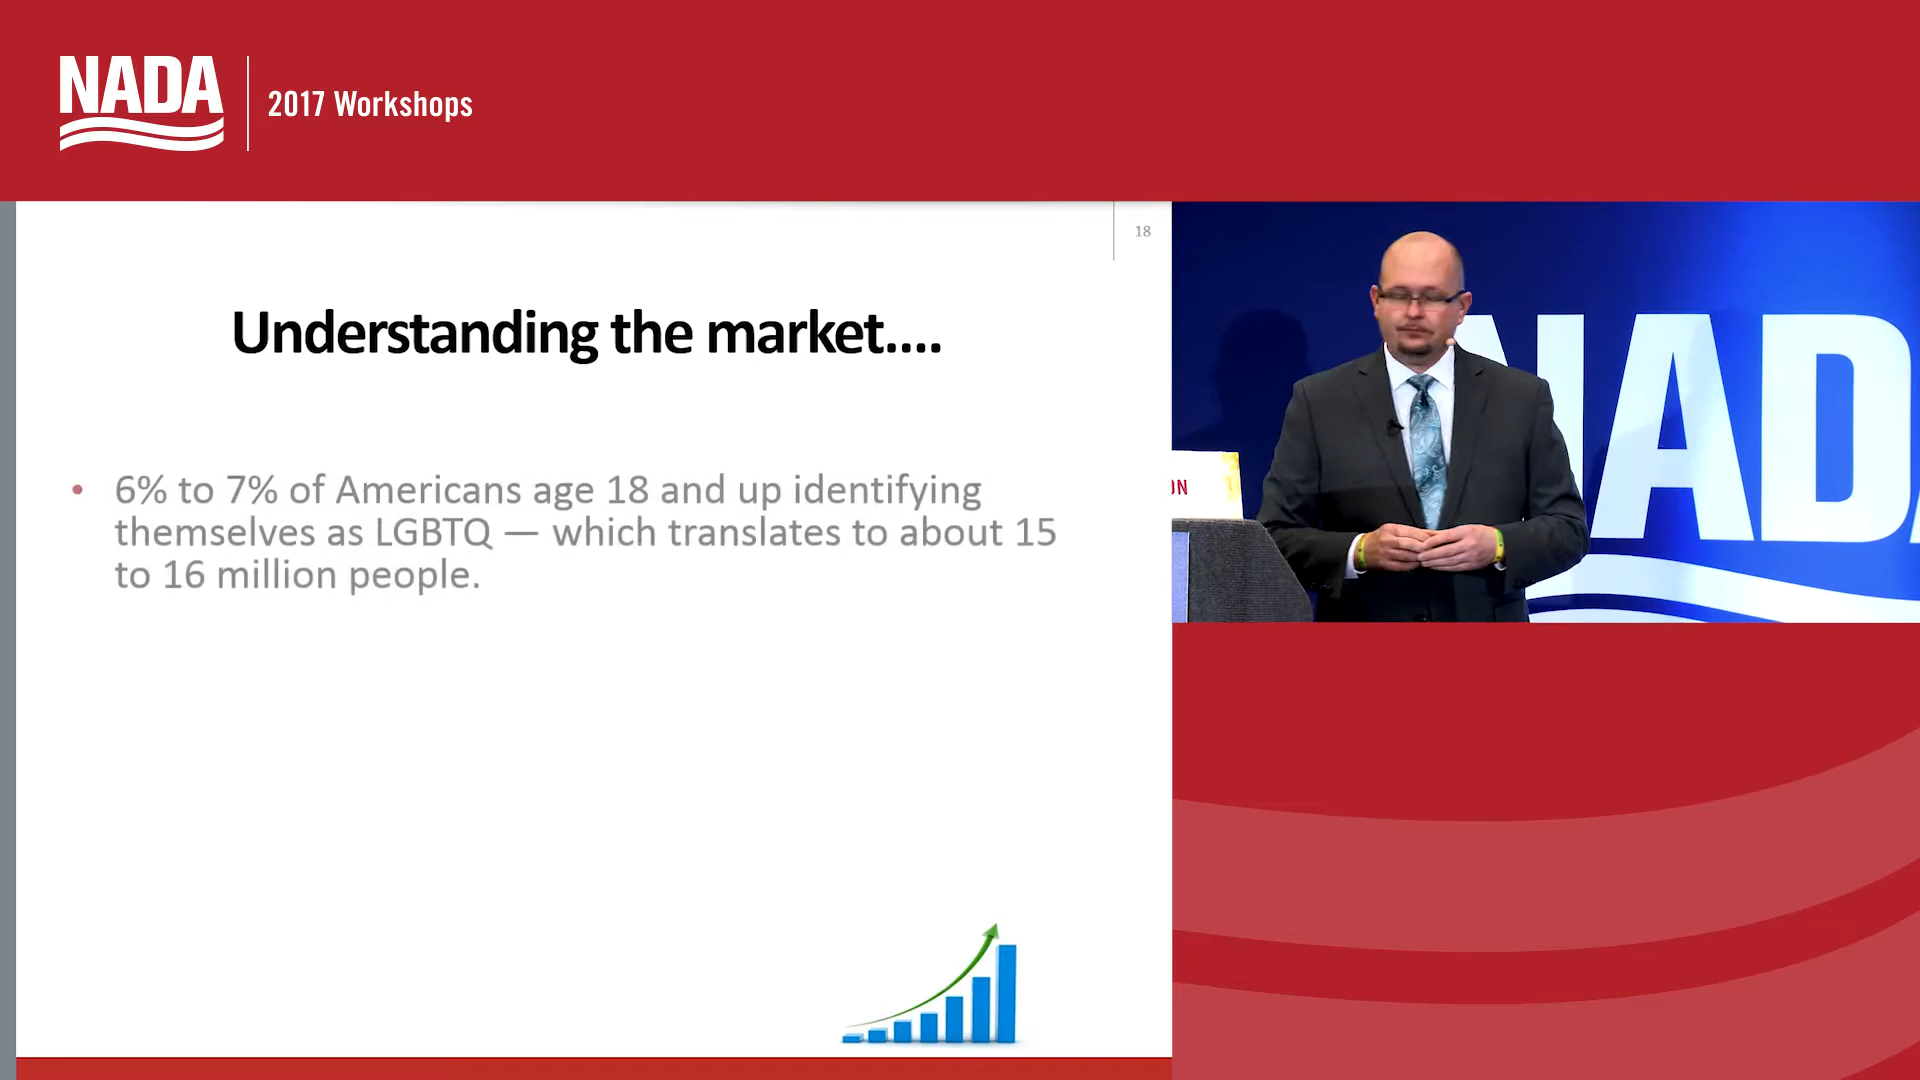 NADA
2017 Workshops
18
Understanding the market....
• 6% to 7% of Americans age 18 and up identifying
themselves as LGBTQ — which translates to about 15
to 16 million people.
ON
NADA